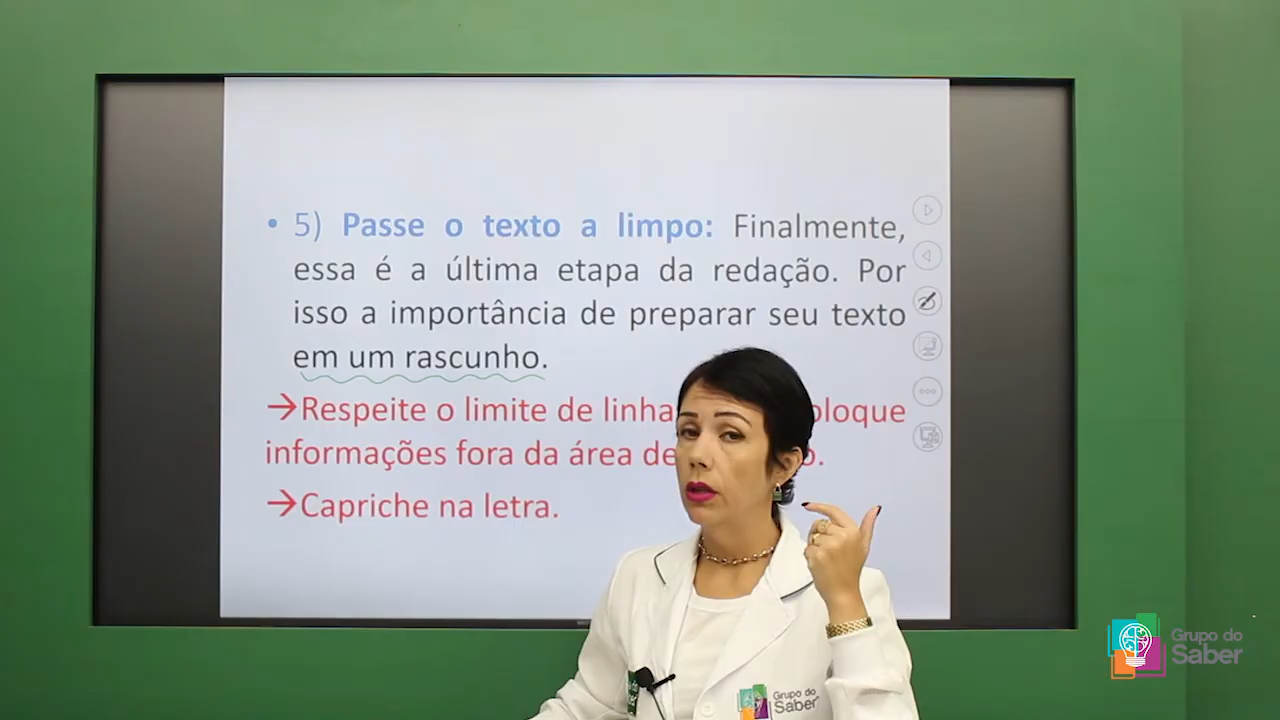 • 5) Passe o texto a limpo: Finalmente,
essa é a última etapa da redação. Por
isso a importância de preparar seu texto
em um rascunho.
→Respeite o limite de linha
informações fora da área de
→Capriche na letra.
Grupo do
Saber
Grupo do
Saber